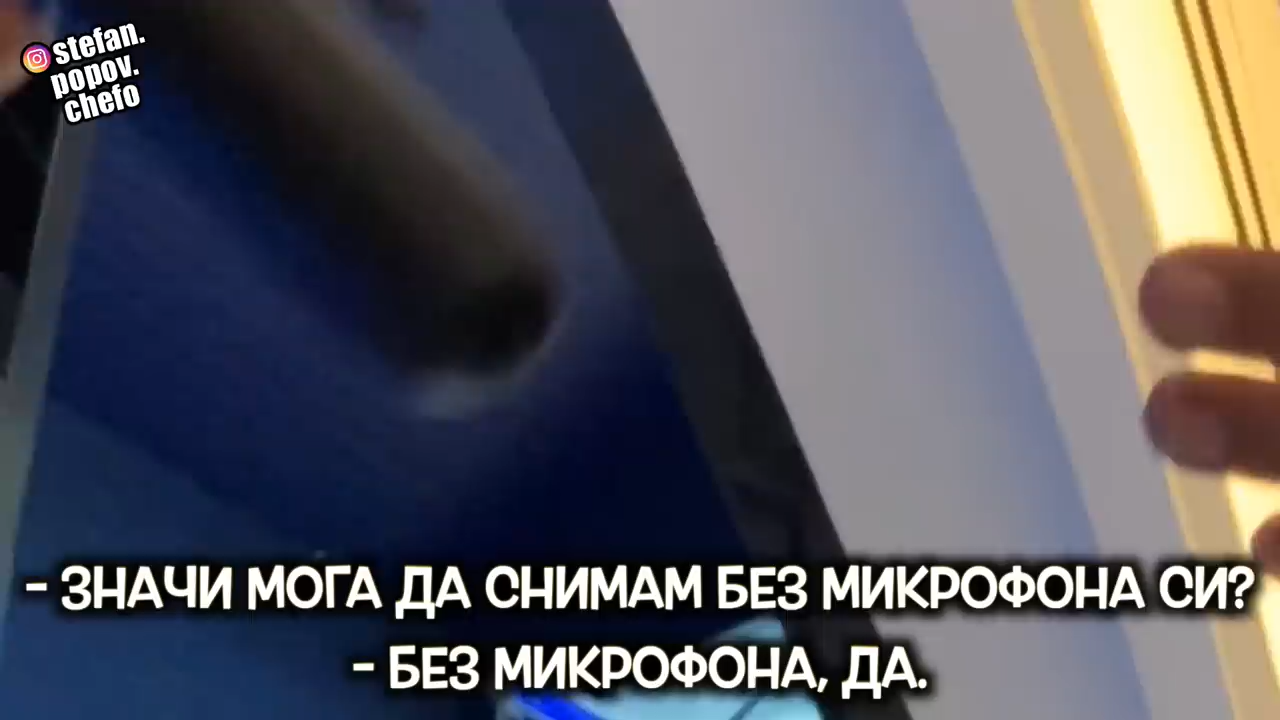 stefan.
popov.
chefo
- ЗНАЧИ МОГА ДА СНИМАМ БЕЗ МИКРОФОНА СИ?
- БЕЗ МИКРОФОНА, ДА.